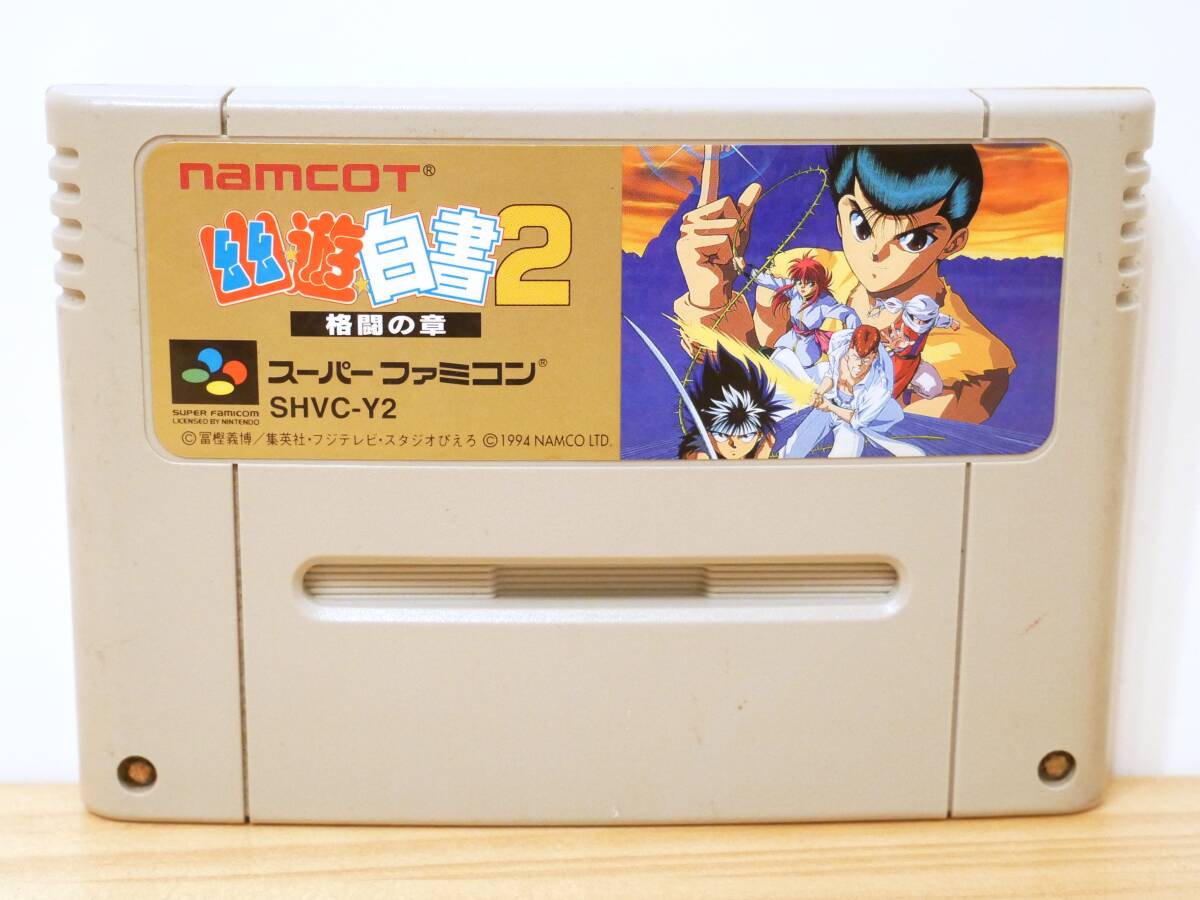 namcot®
幽☆遊☆白書2
格闘の章
スーパーファミコン®
SUPER FAMICOM
LICENSED BY NINTENDO
SHVC-Y2
©冨樫義博/集英社・フジテレビ・スタジオぴえろ ©1994 NAMCO LTD.